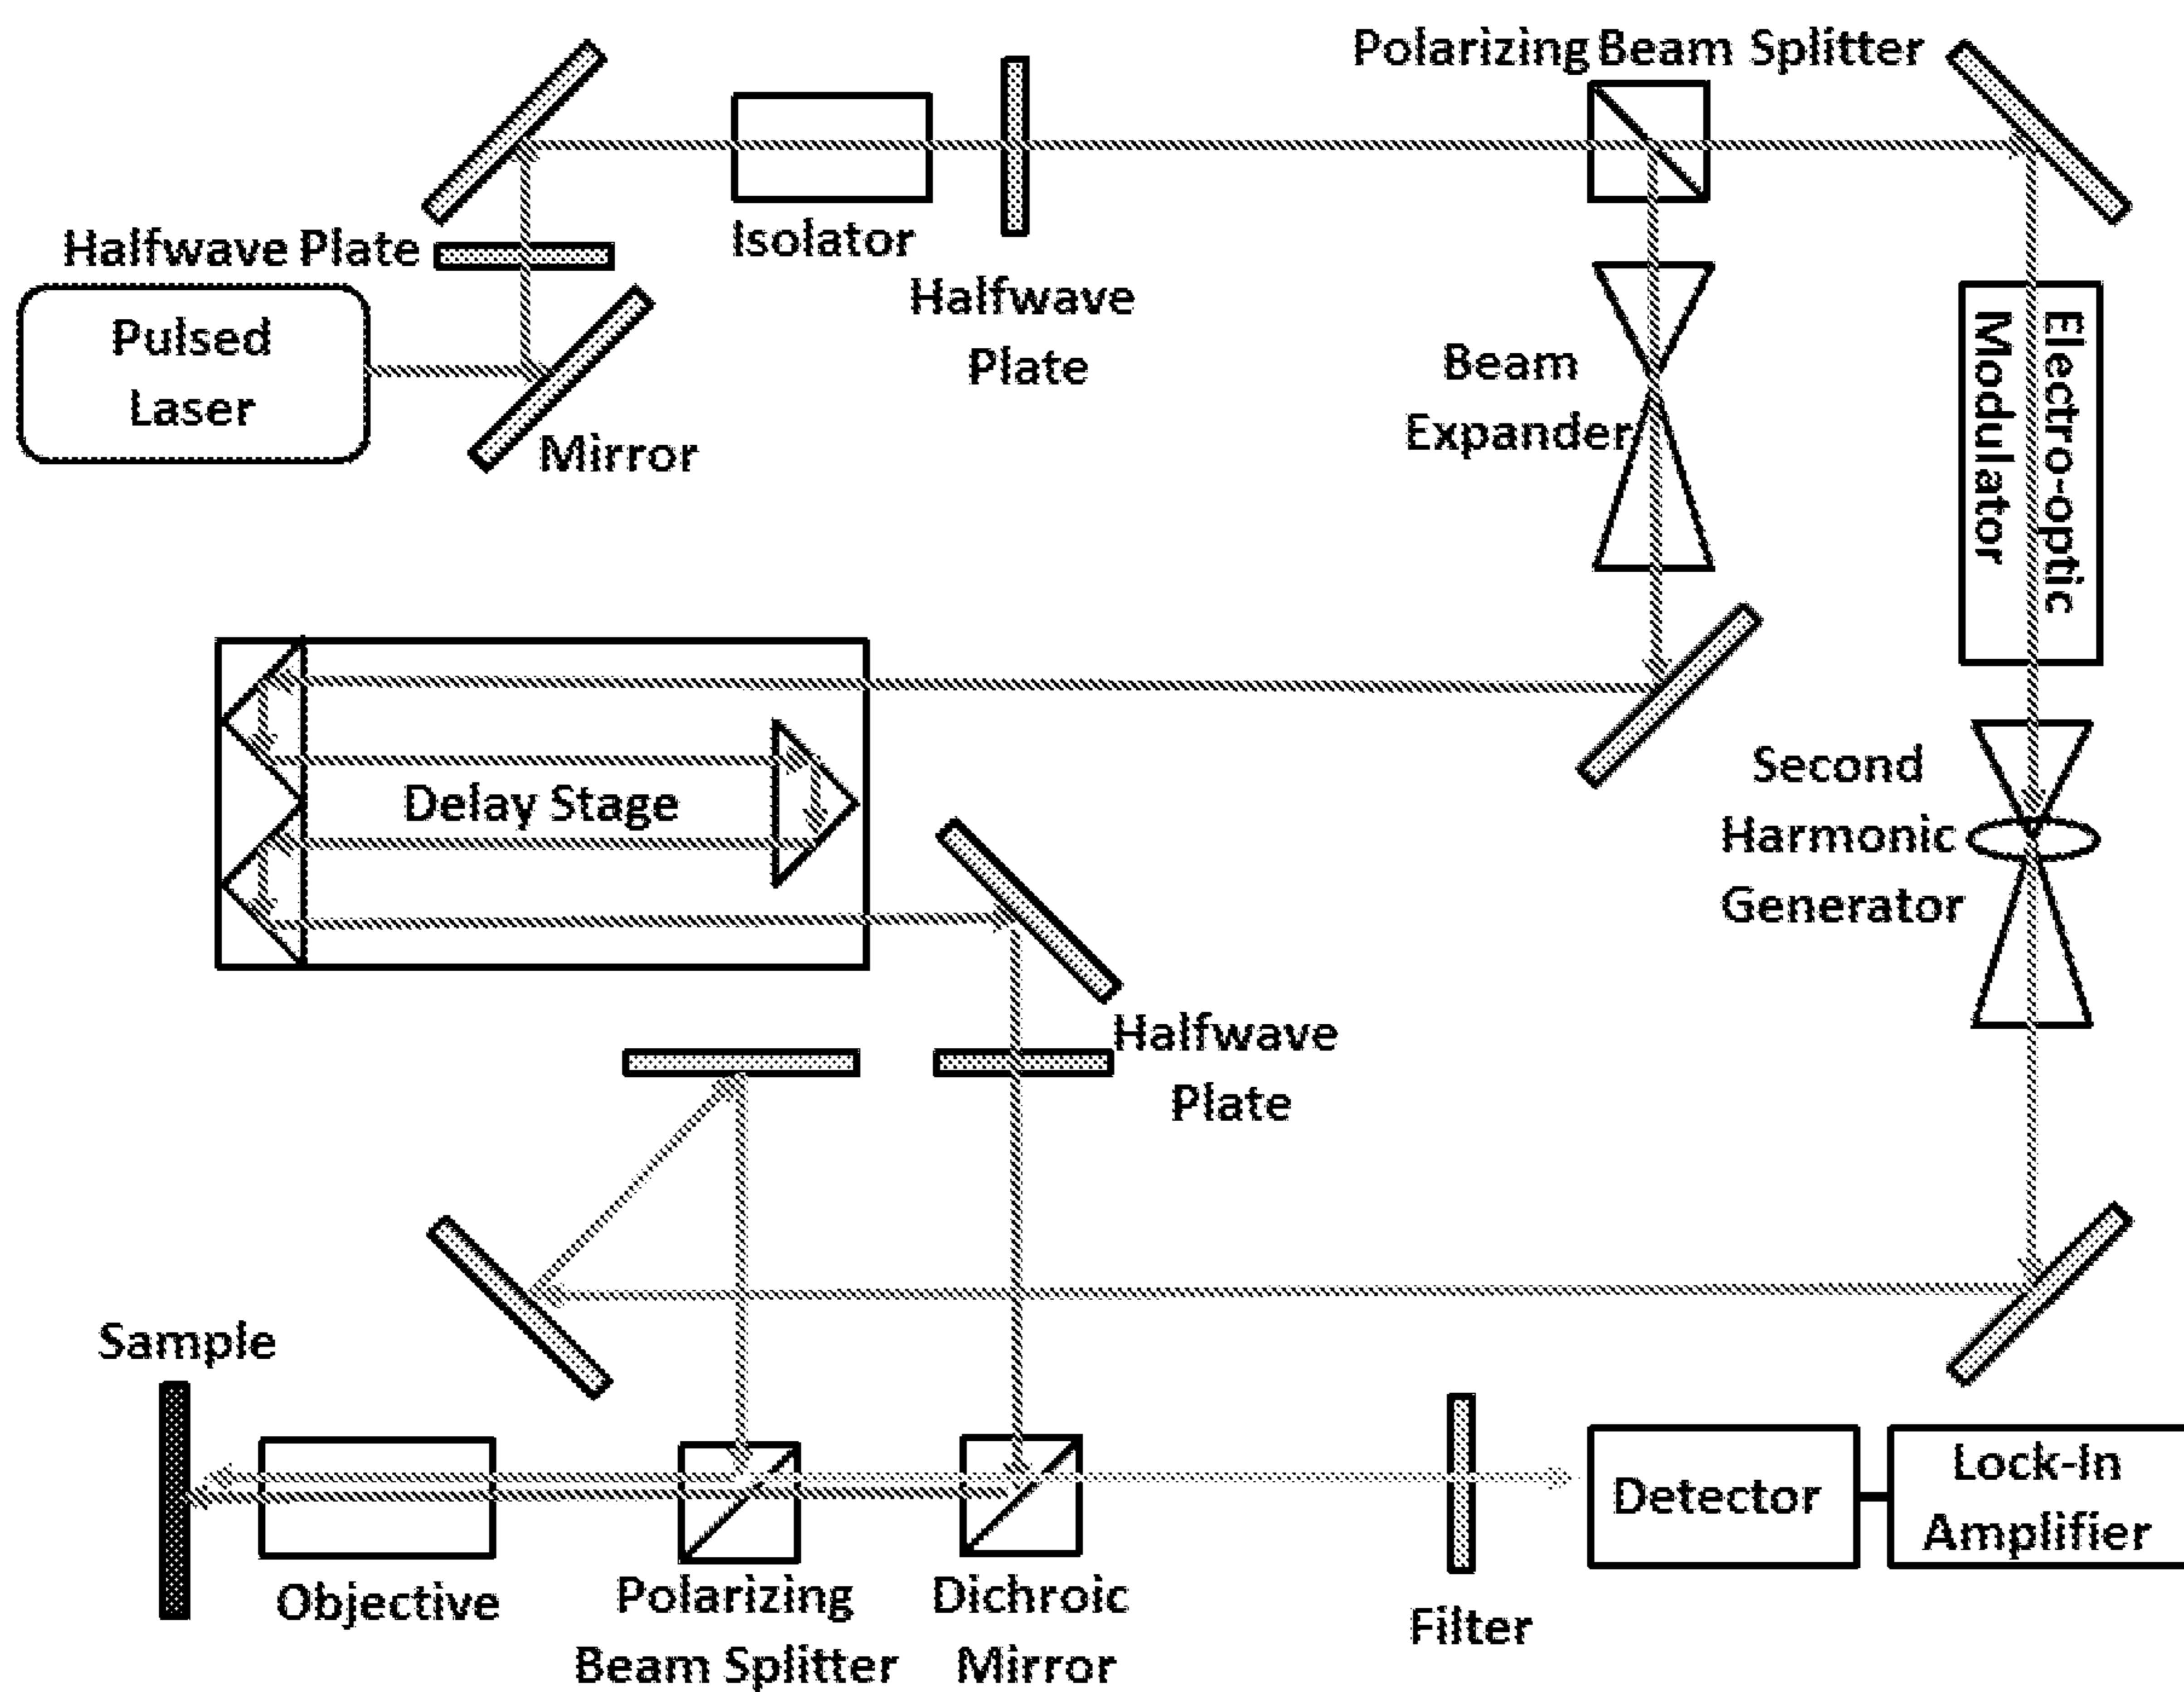 Polarizing Beam Splitter
Halfwave Plate
Isolator
Pulsed
Laser
Halfwave
Plate
Mirror
Beam
Expander
Electro-optic
Modulator
Delay Stage
Second
Harmonic
Generator
Halfwave
Plate
Sample
Objective
Polarizing
Beam Splitter
Dichroic
Mirror
Filter
Detector
Lock-In
Amplifier